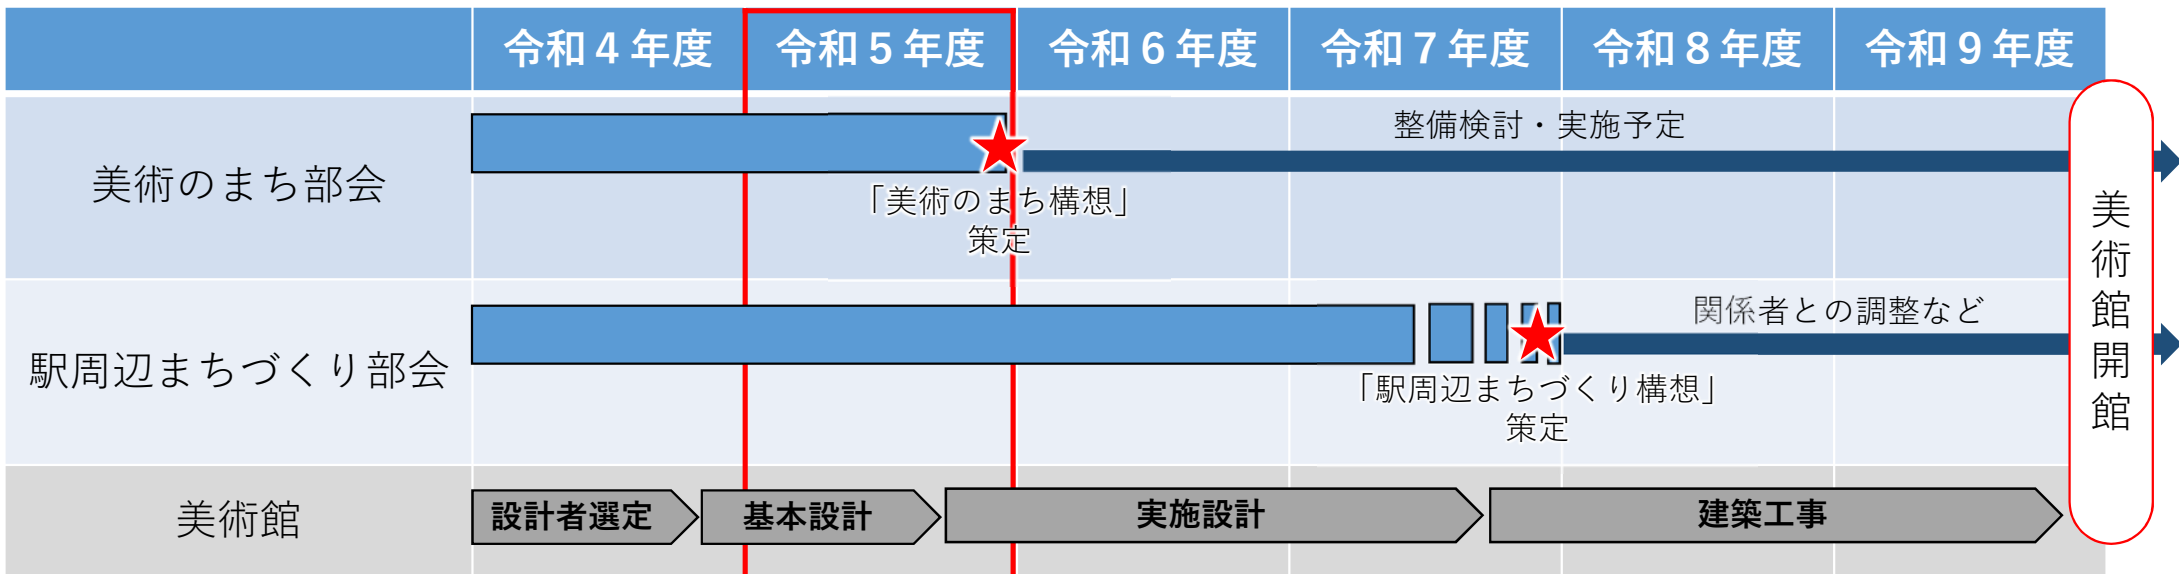 令和４年度
令和５年度
令和６年度
令和７年度
令和８年度
令和９年度
美術のまち部会
整備検討・実施予定
「美術のまち構想」
策定
駅周辺まちづくり部会
関係者との調整など
「駅周辺まちづくり構想」
策定
美術館
設計者選定
基本設計
実施設計
建築工事
美術館開館